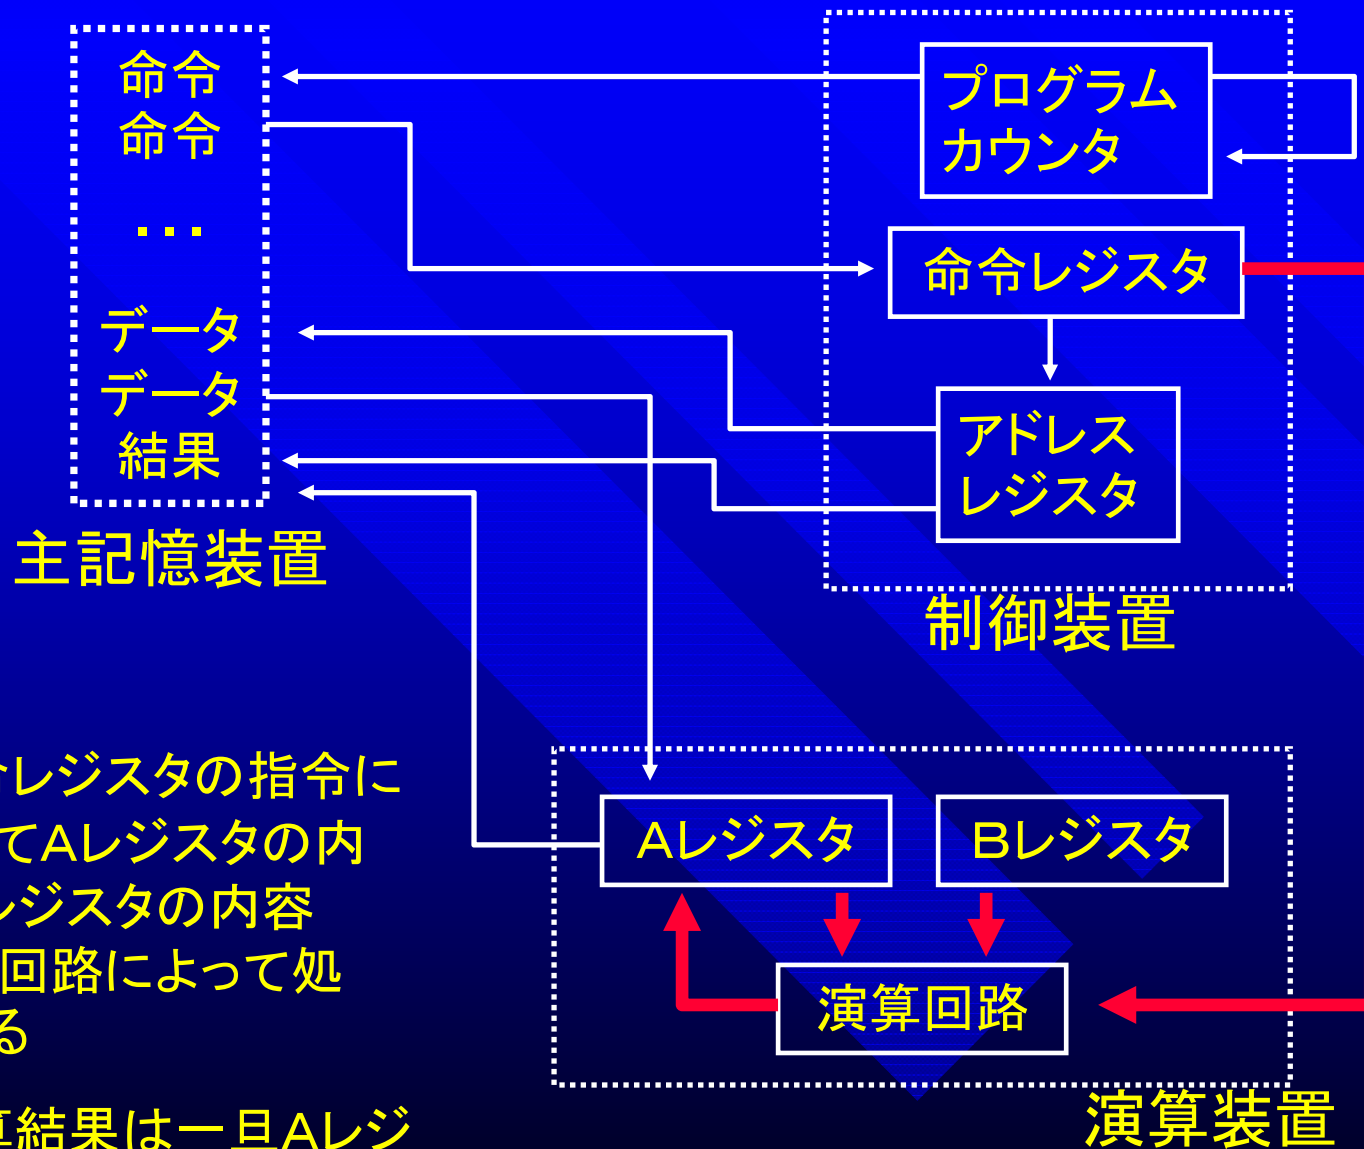 命令
命令
...
データ
データ
結果
主記憶装置
プログラム
カウンタ
命令レジスタ
アドレス
レジスタ
制御装置
レジスタの指令に
てAレジスタの内
ジスタの内容
回路によって処
る
Aレジスタ
Bレジスタ
演算回路
演算装置
結果は一旦Aレジ